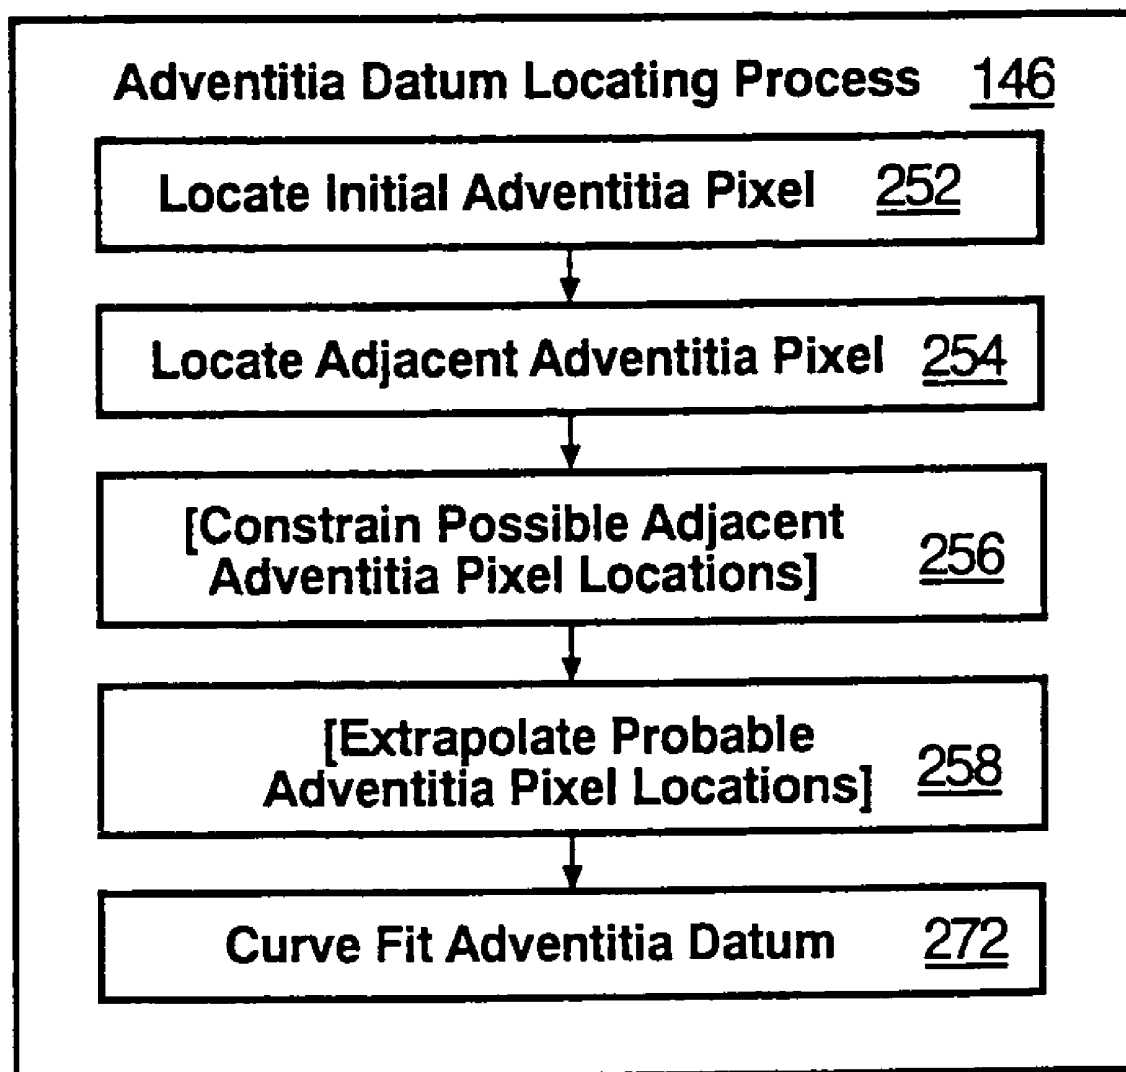 Adventitia Datum Locating Process 146
Locate Initial Adventitia Pixel 252
Locate Adjacent Adventitia Pixel 254
[Constrain Possible Adjacent
Adventitia Pixel Locations] 256
[Extrapolate Probable
Adventitia Pixel Locations] 258
Curve Fit Adventitia Datum 272